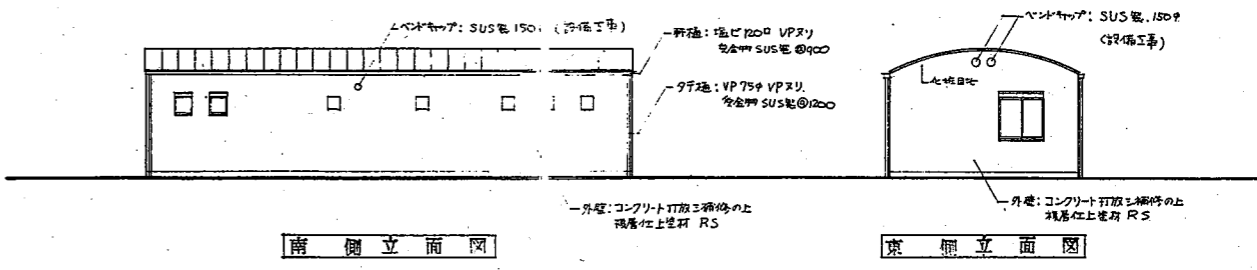 ベンドキャップ: SUS製 150φ (設備工事)
軒樋: 塩ビ120□ VPヌリ
受金物 SUS製 @900
タテ樋: VP75φ VPヌリ.
受金物 SUS製@1200
外壁: コンクリート打放シ補修の上
複層仕上塗材 RS
南側立面図
ベンドキャップ: SUS製. 150φ
(設備工事)
化粧目地
外壁: コンクリート打放シ補修の上
複層仕上塗材 RS
東側立面図